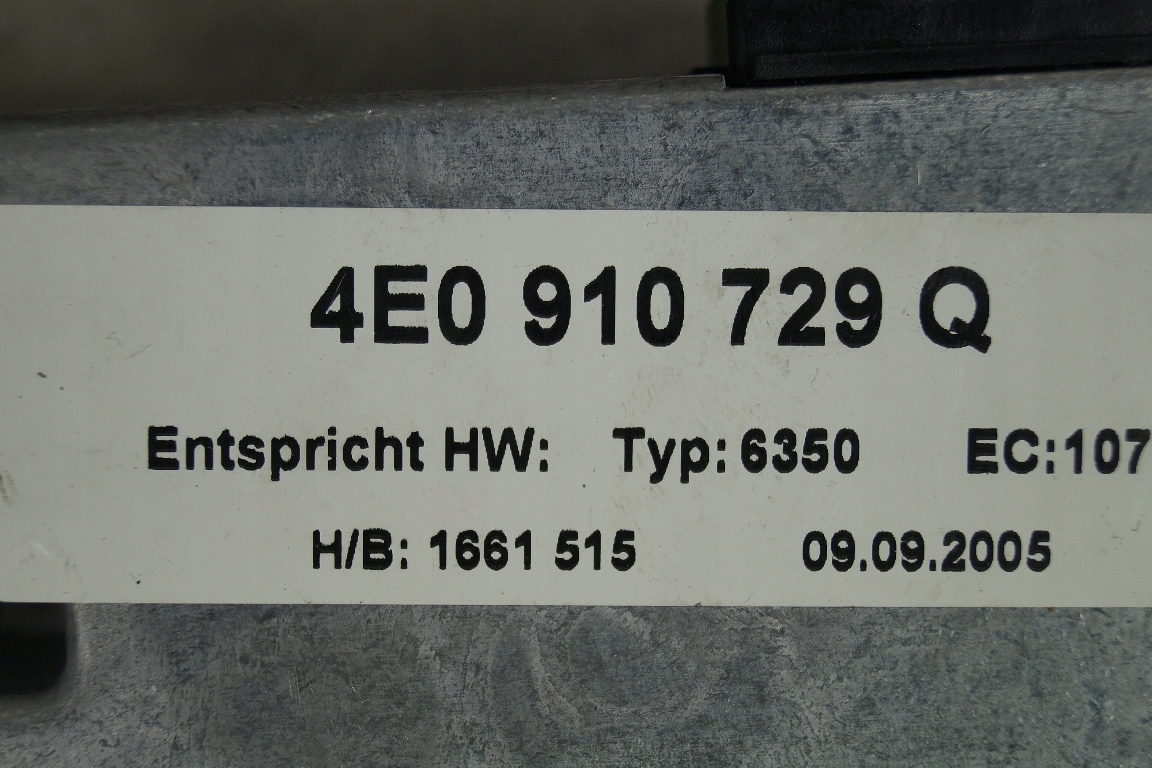 4E0 910 729 Q
Entspricht HW: Typ: 6350 EC:107
H/B: 1661 515 09.09.2005